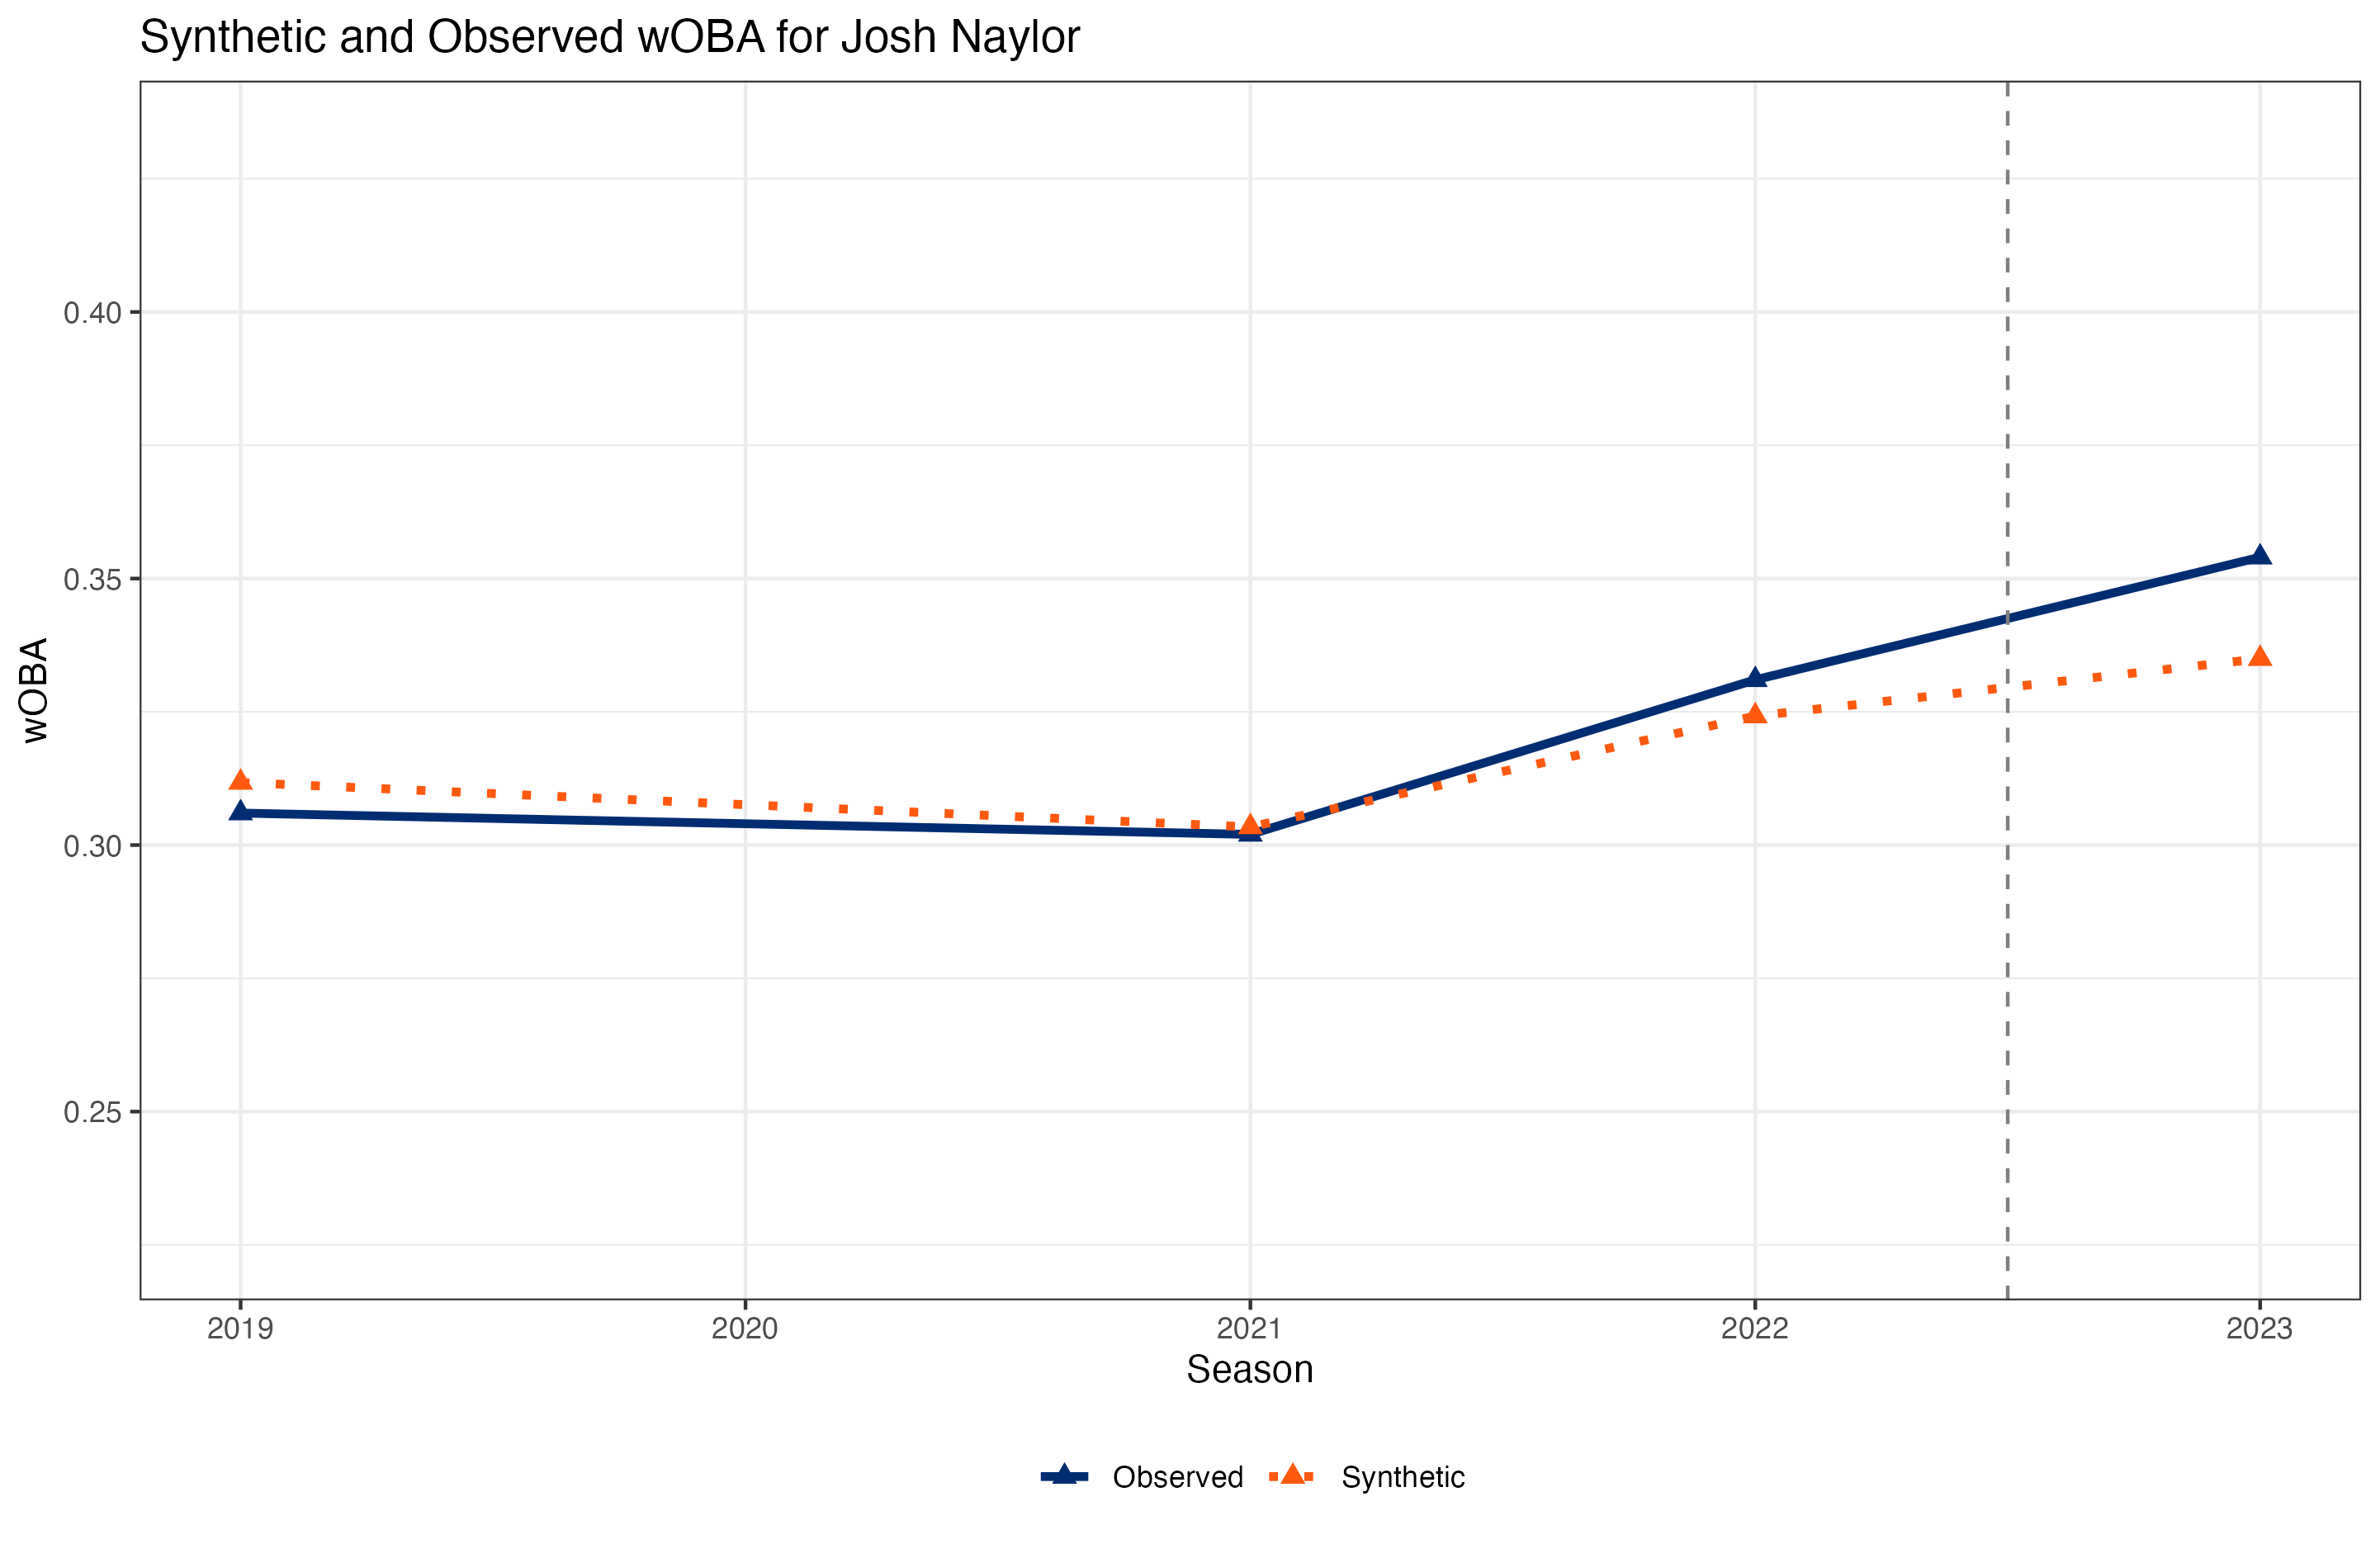 Synthetic and Observed wOBA for Josh Naylor
wOBA
0.40
0.35
0.30
0.25
2019 2020 2021 2022 2023
Season
Observed Synthetic